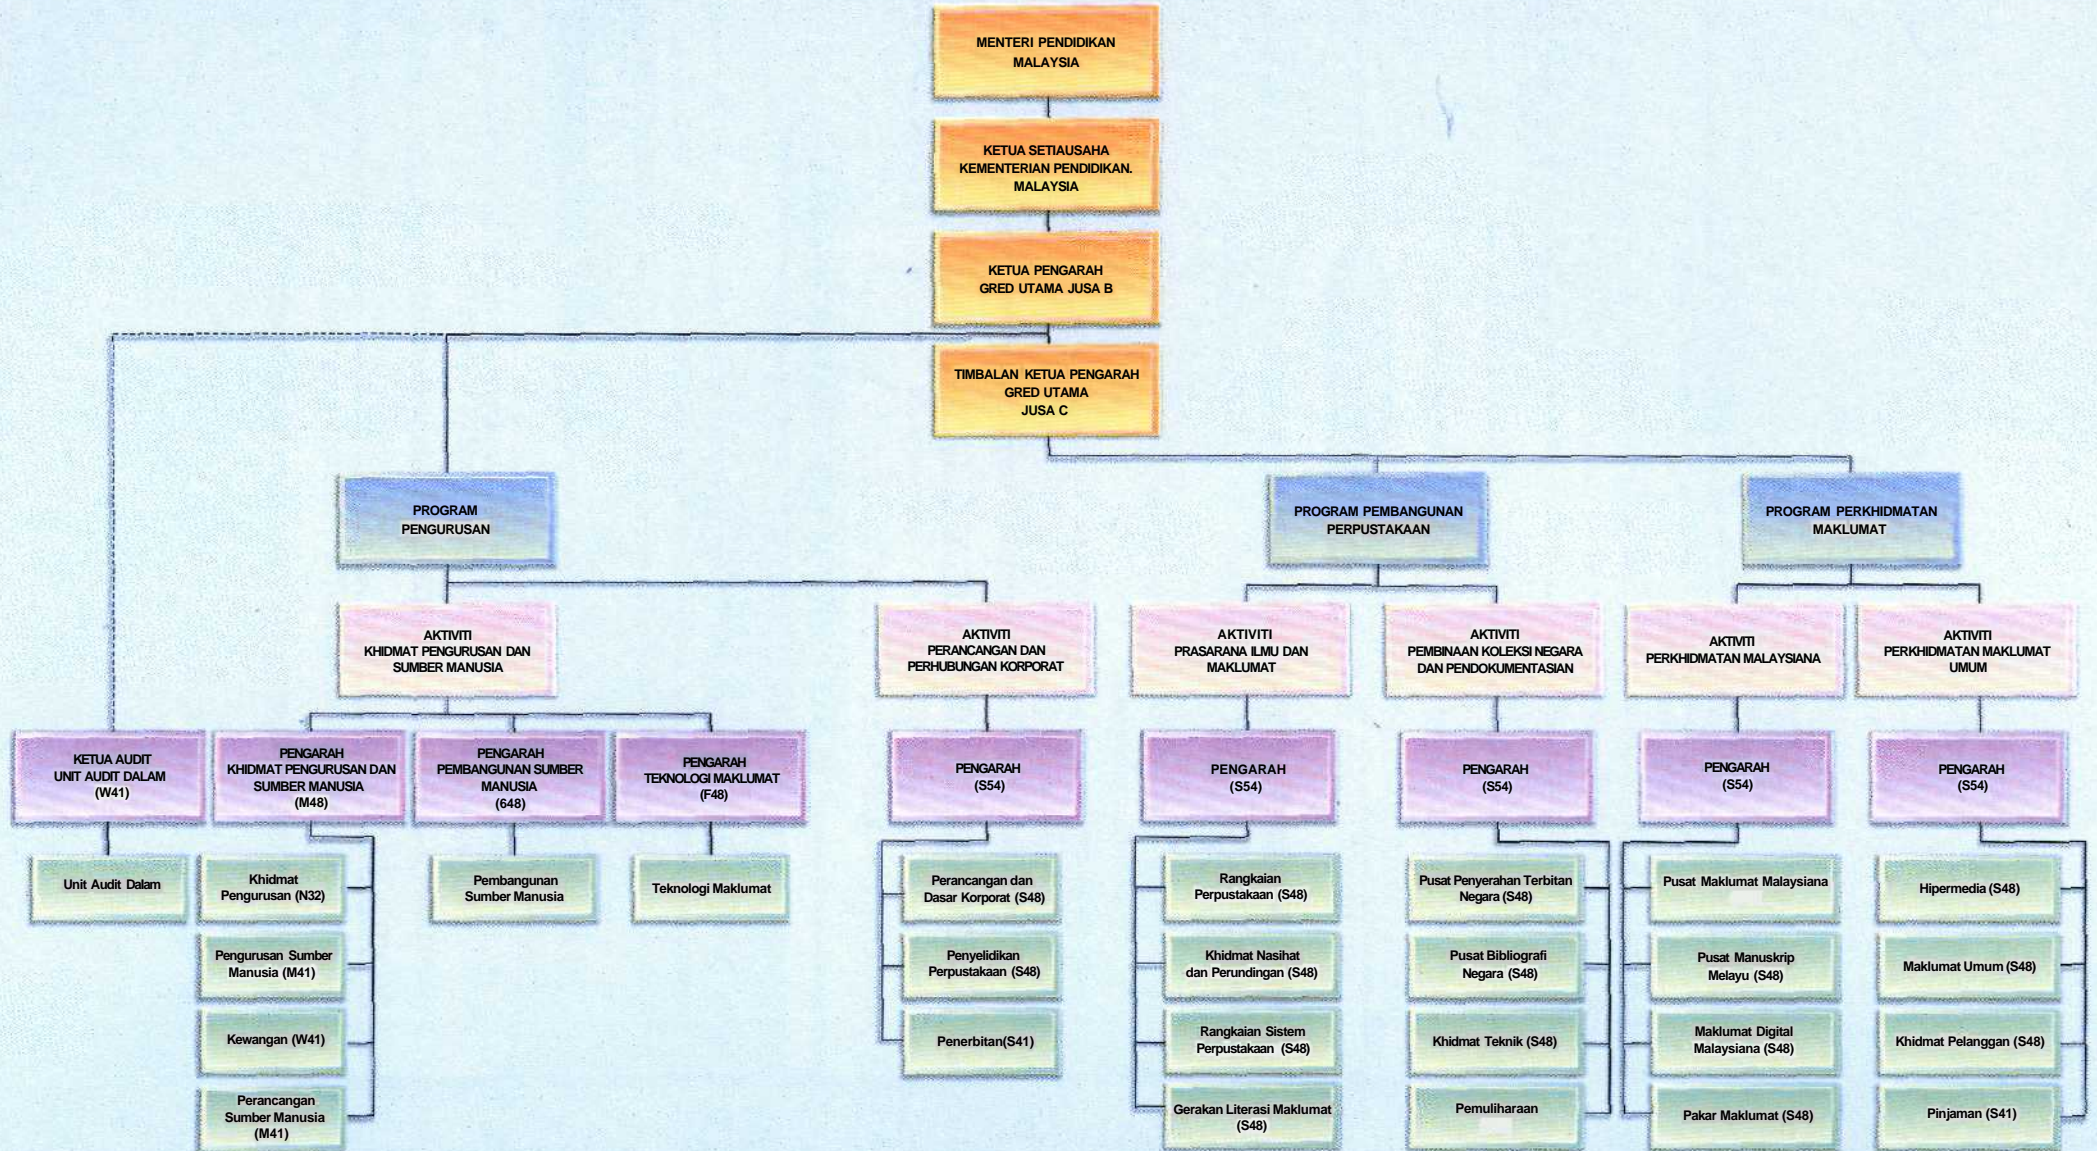 MENTERI PENDIDIKAN
MALAYSIA
KETUA SETIAUSAHA
KEMENTERIAN PENDIDIKAN.
MALAYSIA
KETUA PENGARAH
GRED UTAMA JUSA B
TIMBALAN KETUA PENGARAH
GRED UTAMA
JUSA C
PROGRAM
PENGURUSAN
PROGRAM PEMBANGUNAN
PERPUSTAKAAN
PROGRAM PERKHIDMATAN
MAKLUMAT
AKTIVITI
KHIDMAT PENGURUSAN DAN
SUMBER MANUSIA
AKTIVITI
PERANCANGAN DAN
PERHUBUNGAN KORPORAT
AKTIVITI
PRASARANA ILMU DAN
MAKLUMAT
AKTIVITI
PEMBINAAN KOLEKSI NEGARA
DAN PENDOKUMENTASIAN
AKTIVITI
PERKHIDMATAN MALAYSIANA
AKTIVITI
PERKHIDMATAN MAKLUMAT
UMUM
KETUA AUDIT
UNIT AUDIT DALAM
(W41)
PENGARAH
KHIDMAT PENGURUSAN DAN
SUMBER MANUSIA
(M48)
PENGARAH
PEMBANGUNAN SUMBER
MANUSIA
(648)
PENGARAH
TEKNOLOGI MAKLUMAT
(F48)
PENGARAH
(S54)
PENGARAH
(S54)
PENGARAH
(S54)
PENGARAH
(S54)
PENGARAH
(S54)
Unit Audit Dalam
Khidmat
Pengurusan (N32)
Pengurusan Sumber
Manusia (M41)
Kewangan (W41)
Perancangan
Sumber Manusia
(M41)
Pembangunan
Sumber Manusia
Teknologi Maklumat
Perancangan dan
Dasar Korporat (S48)
Penyelidikan
Perpustakaan (S48)
Penerbitan(S41)
Rangkaian
Perpustakaan (S48)
Khidmat Nasihat
dan Perundingan (S48)
Rangkaian Sistem
Perpustakaan (S48)
Gerakan Literasi Maklumat
(S48)
Pusat Penyerahan Terbitan
Negara (S48)
Pusat Bibliografi
Negara (S48)
Khidmat Teknik (S48)
Pemuliharaan
Pusat Maklumat Malaysiana
Pusat Manuskrip
Melayu (S48)
Maklumat Digital
Malaysiana (S48)
Pakar Maklumat (S48)
Hipermedia (S48)
Maklumat Umum (S48)
Khidmat Pelanggan (S48)
Pinjaman (S41)